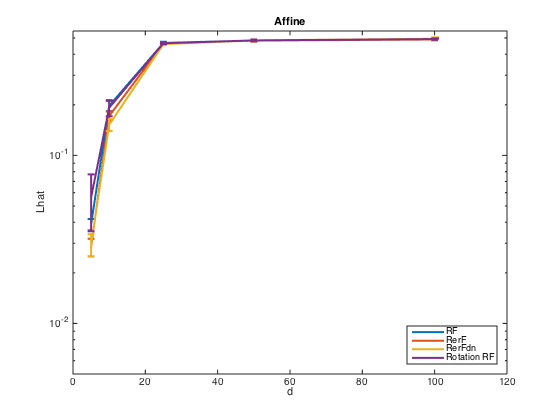 Affine
Lhat
10-1
10-2
0 20 40 60 80 100 120
d
RF
RerF
RerFdn
Rotation RF